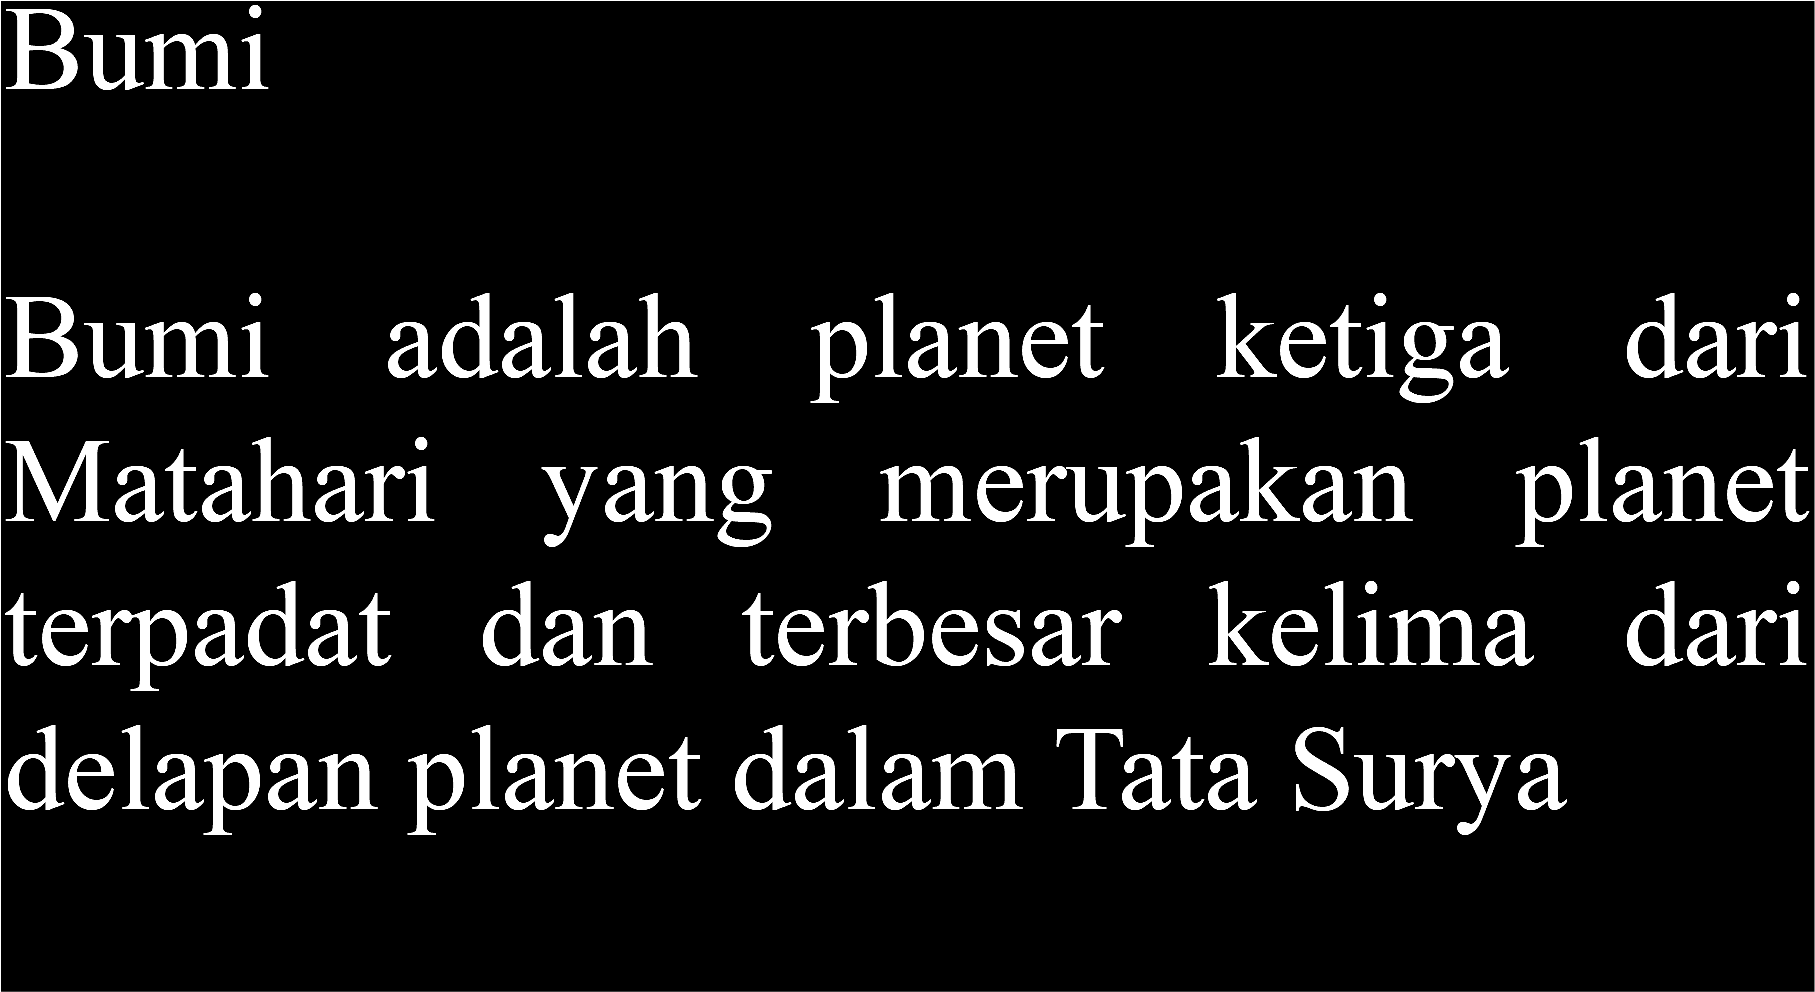 Bumi
Bumi adalah planet ketiga dari
Matahari yang merupakan planet
terpadat dan terbesar kelima dari
delapan planet dalam Tata Surya